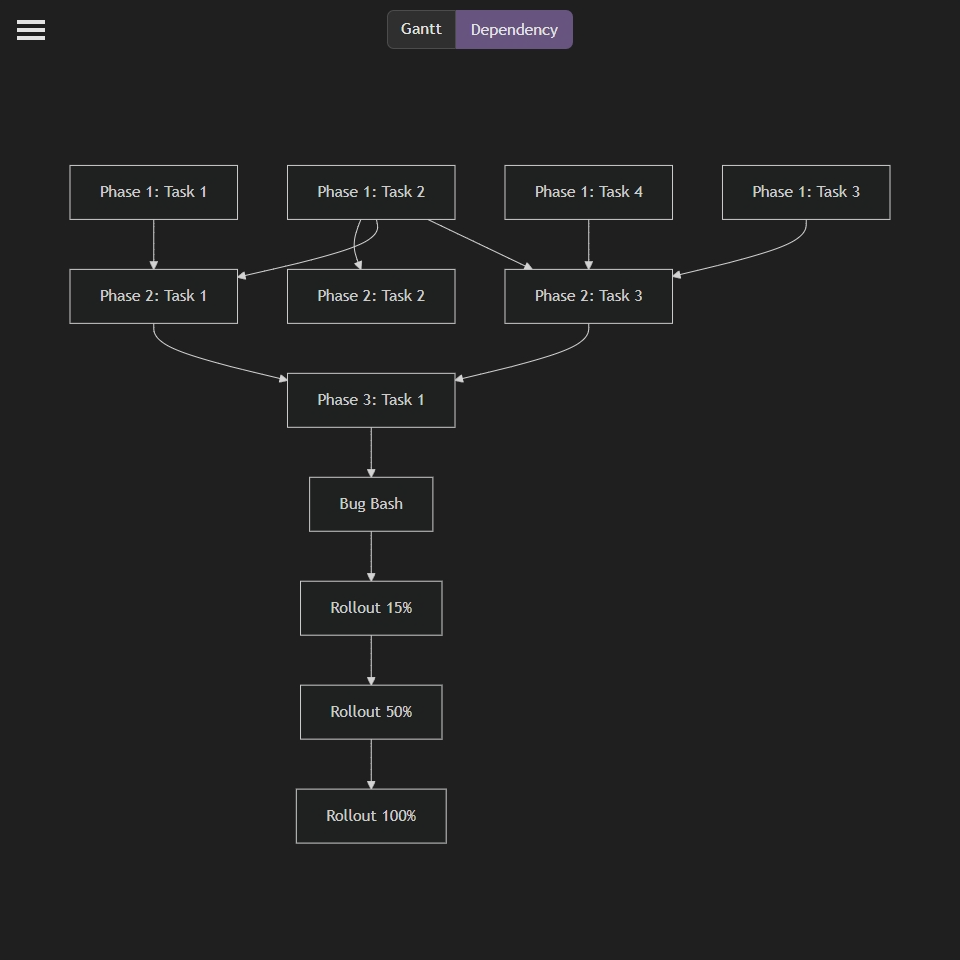 Gantt
Dependency
Phase 1: Task 1
Phase 1: Task 2
Phase 1: Task 4
Phase 1: Task 3
Phase 2: Task 1
Phase 2: Task 2
Phase 2: Task 3
Phase 3: Task 1
Bug Bash
Rollout 15%
Rollout 50%
Rollout 100%